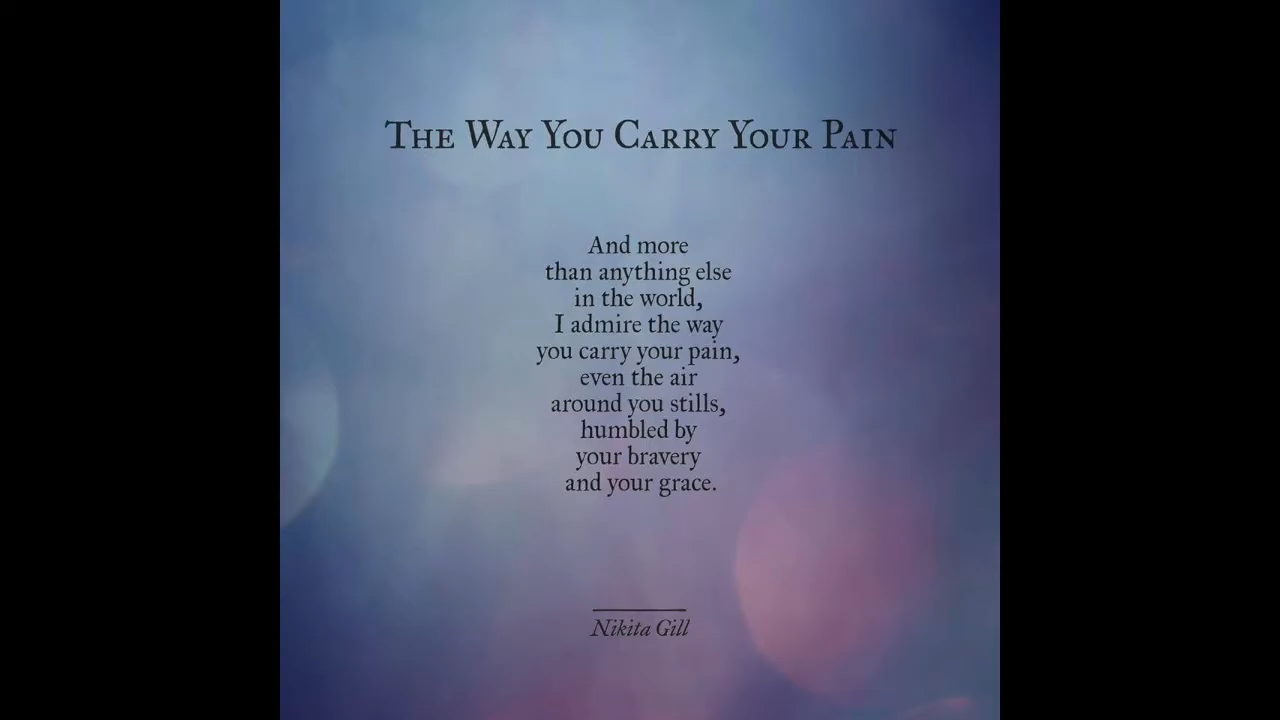 The Way You Carry Your Pain
And more
than anything else
in the world,
I admire the way
you carry your pain,
even the air
around you stills,
humbled by
your bravery
and your grace.
Nikita Gill